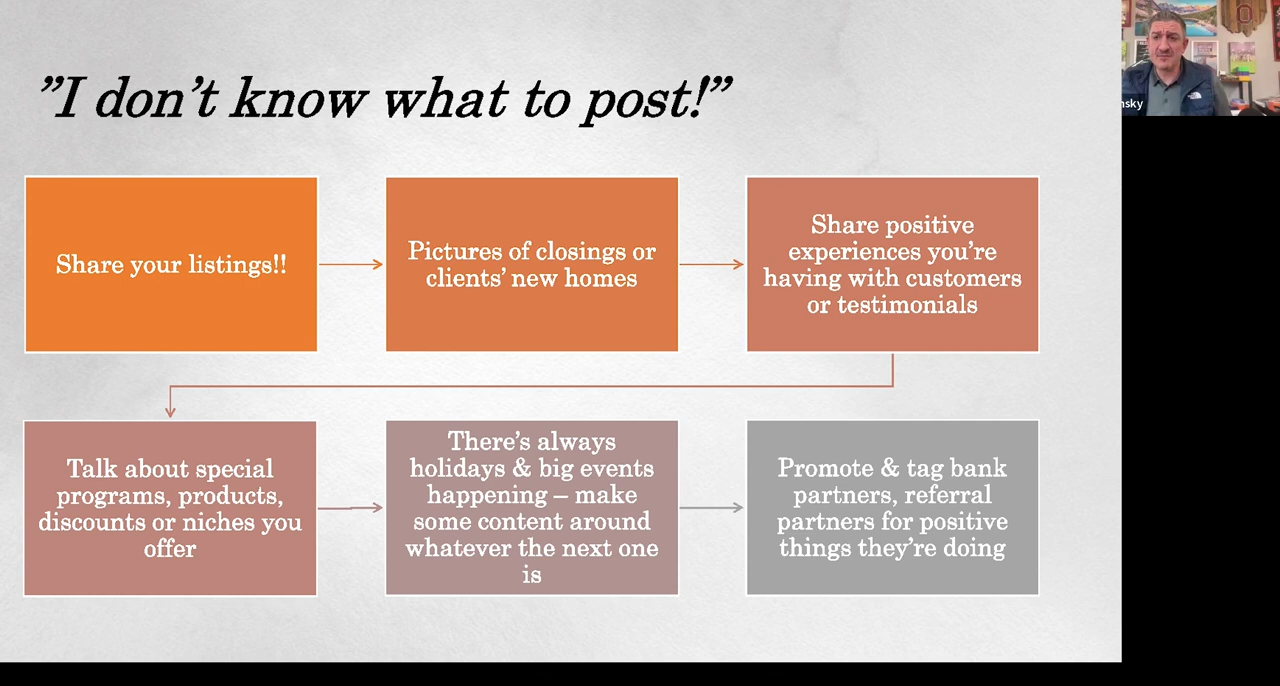 ”I don’t know what to post!”
nsky
Share your listings!!
Pictures of closings or
clients’ new homes
Share positive
experiences you’re
having with customers
or testimonials
Talk about special
programs, products,
discounts or niches you
offer
There’s always
holidays & big events
happening – make
some content around
whatever the next one
is
Promote & tag bank
partners, referral
partners for positive
things they’re doing